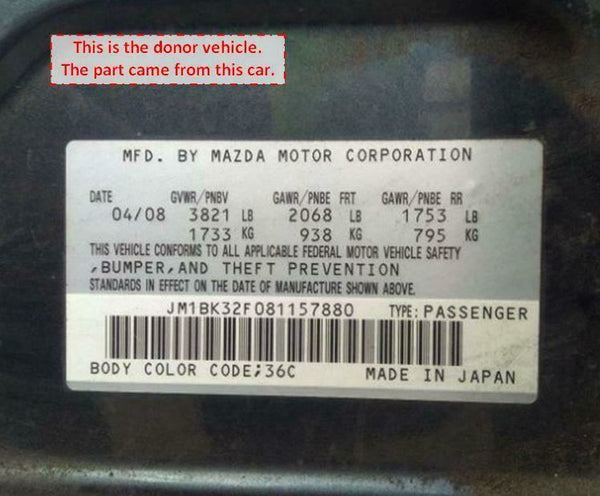 This is the donor vehicle.
The part came from this car.
MFD. BY MAZDA MOTOR CORPORATION
DATE GVWR/PNBV GAWR/PNBE FRT GAWR/PNBE RR
04/08 3821 LB 2068 LB 1753 LB
1733 KG 938 KG 795 KG
THIS VEHICLE CONFORMS TO ALL APPLICABLE FEDERAL MOTOR VEHICLE SAFETY
,BUMPER,AND THEFT PREVENTION
STANDARDS IN EFFECT ON THE DATE OF MANUFACTURE SHOWN ABOVE.
JM1BK32F081157880 TYPE: PASSENGER
BODY COLOR CODE;36C MADE IN JAPAN